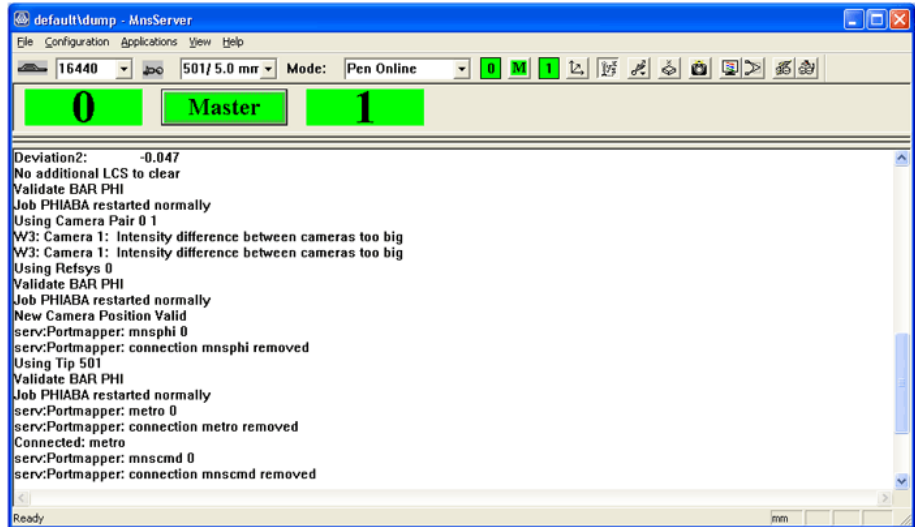 default\dump - MnsServer
File Configuration Applications View Help
16440 501/ 5.0 mm Mode: Pen Online 0 M 1
0 Master 1
Deviation2: -0.047
No additional LCS to clear
Validate BAR PHI
Job PHIABA restarted normally
Using Camera Pair 0 1
W3: Camera 1: Intensity difference between cameras too big
W3: Camera 1: Intensity difference between cameras too big
Using Refsys 0
Validate BAR PHI
Job PHIABA restarted normally
New Camera Position Valid
serv:Portmapper: mnsphi 0
serv:Portmapper: connection mnsphi removed
Using Tip 501
Validate BAR PHI
Job PHIABA restarted normally
serv:Portmapper: metro 0
serv:Portmapper: connection metro removed
Connected: metro
serv:Portmapper: mnscmd 0
serv:Portmapper: connection mnscmd removed
Ready mm